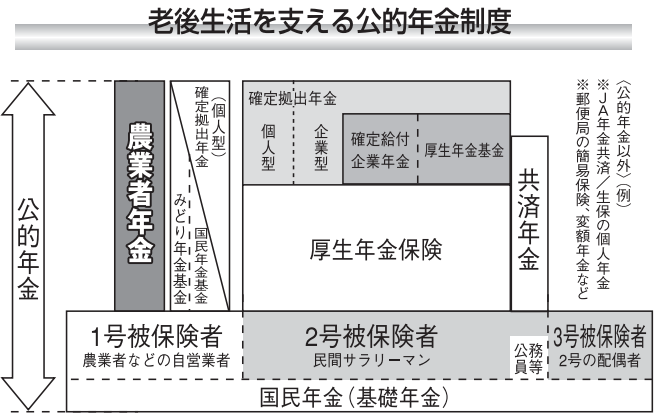 老後生活を支える公的年金制度
公的年金
農業者年金
確定拠出年金
（個人型）
みどり年金基金
国民年金基金
確定拠出年金
個人型
企業型
確定給付
企業年金
厚生年金基金
厚生年金保険
共済年金
〈公的年金以外〉（例）
※ＪＡ年金共済／生保の個人年金
※郵便局の簡易保険、変額年金など
1号被保険者
農業者などの自営業者
2号被保険者
民間サラリーマン
公務
員等
3号被保険者
2号の配偶者
国民年金（基礎年金）